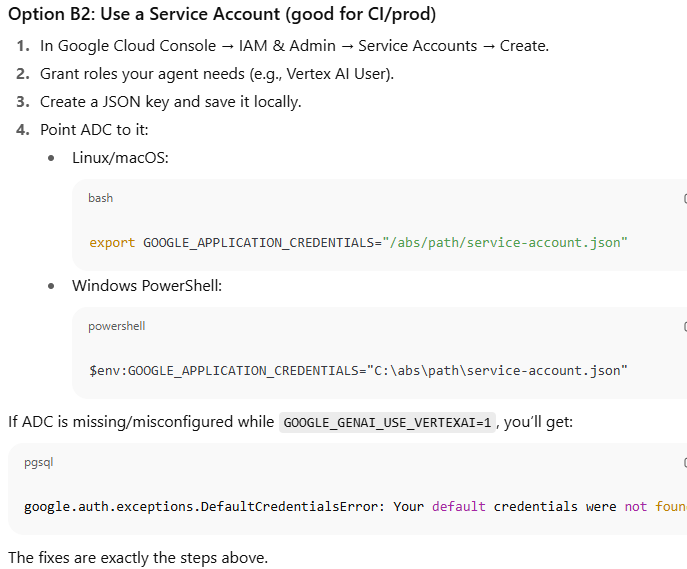 Option B2: Use a Service Account (good for CI/prod)
1. In Google Cloud Console → IAM & Admin → Service Accounts → Create.
2. Grant roles your agent needs (e.g., Vertex AI User).
3. Create a JSON key and save it locally.
4. Point ADC to it:
• Linux/macOS:
bash
export GOOGLE_APPLICATION_CREDENTIALS="/abs/path/service-account.json"
• Windows PowerShell:
powershell
$env:GOOGLE_APPLICATION_CREDENTIALS="C:\abs\path\service-account.json"
If ADC is missing/misconfigured while GOOGLE_GENAI_USE_VERTEXAI=1, you’ll get:
pgsql
google.auth.exceptions.DefaultCredentialsError: Your default credentials were not foun
The fixes are exactly the steps above.